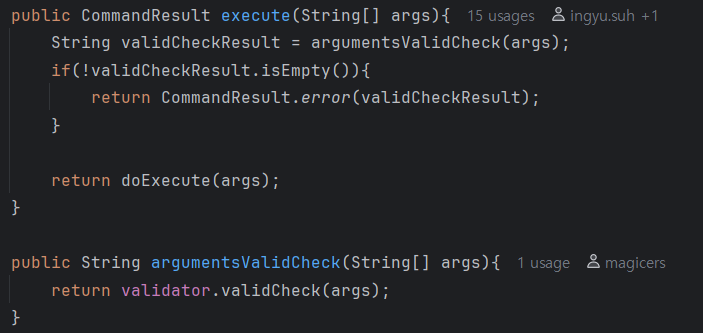 public CommandResult execute(String[] args){ 15 usages ingyu.suh +1
    String validCheckResult = argumentsValidCheck(args);
    if(!validCheckResult.isEmpty()){
        return CommandResult.error(validCheckResult);
    }

    return doExecute(args);
}

public String argumentsValidCheck(String[] args){ 1 usage magicers
    return validator.validCheck(args);
}